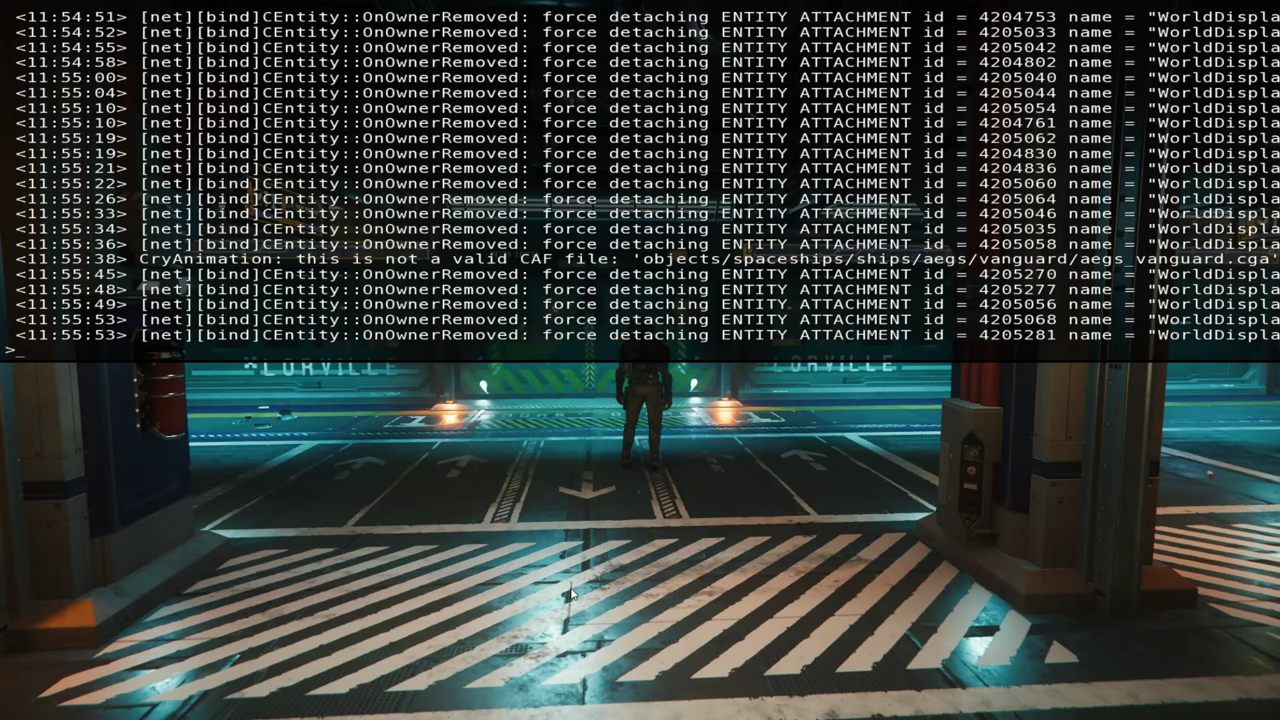 <11:54:51> [net][bind]CEntity::OnOwnerRemoved: force detaching ENTITY ATTACHMENT id = 4204753 name = "WorldDispla
<11:54:52> [net][bind]CEntity::OnOwnerRemoved: force detaching ENTITY ATTACHMENT id = 4205033 name = "WorldDispla
<11:54:55> [net][bind]CEntity::OnOwnerRemoved: force detaching ENTITY ATTACHMENT id = 4205042 name = "WorldDispla
<11:54:58> [net][bind]CEntity::OnOwnerRemoved: force detaching ENTITY ATTACHMENT id = 4204802 name = "WorldDispla
<11:55:00> [net][bind]CEntity::OnOwnerRemoved: force detaching ENTITY ATTACHMENT id = 4205040 name = "WorldDispla
<11:55:04> [net][bind]CEntity::OnOwnerRemoved: force detaching ENTITY ATTACHMENT id = 4205044 name = "WorldDispla
<11:55:10> [net][bind]CEntity::OnOwnerRemoved: force detaching ENTITY ATTACHMENT id = 4205054 name = "WorldDispla
<11:55:10> [net][bind]CEntity::OnOwnerRemoved: force detaching ENTITY ATTACHMENT id = 4204761 name = "WorldDispla
<11:55:19> [net][bind]CEntity::OnOwnerRemoved: force detaching ENTITY ATTACHMENT id = 4205062 name = "WorldDispla
<11:55:19> [net][bind]CEntity::OnOwnerRemoved: force detaching ENTITY ATTACHMENT id = 4204830 name = "WorldDispla
<11:55:21> [net][bind]CEntity::OnOwnerRemoved: force detaching ENTITY ATTACHMENT id = 4204836 name = "WorldDispla
<11:55:22> [net][bind]CEntity::OnOwnerRemoved: force detaching ENTITY ATTACHMENT id = 4205060 name = "WorldDispla
<11:55:26> [net][bind]CEntity::OnOwnerRemoved: force detaching ENTITY ATTACHMENT id = 4205064 name = "WorldDispla
<11:55:33> [net][bind]CEntity::OnOwnerRemoved: force detaching ENTITY ATTACHMENT id = 4205046 name = "WorldDispla
<11:55:34> [net][bind]CEntity::OnOwnerRemoved: force detaching ENTITY ATTACHMENT id = 4205035 name = "WorldDispla
<11:55:36> [net][bind]CEntity::OnOwnerRemoved: force detaching ENTITY ATTACHMENT id = 4205058 name = "WorldDispla
<11:55:38> CryAnimation: this is not a valid CAF file: 'objects/spaceships/ships/aegs/vanguard/aegs_vanguard.cga'
<11:55:45> [net][bind]CEntity::OnOwnerRemoved: force detaching ENTITY ATTACHMENT id = 4205270 name = "WorldDispla
<11:55:48> [net][bind]CEntity::OnOwnerRemoved: force detaching ENTITY ATTACHMENT id = 4205277 name = "WorldDispla
<11:55:49> [net][bind]CEntity::OnOwnerRemoved: force detaching ENTITY ATTACHMENT id = 4205056 name = "WorldDispla
<11:55:53> [net][bind]CEntity::OnOwnerRemoved: force detaching ENTITY ATTACHMENT id = 4205068 name = "WorldDispla
<11:55:53> [net][bind]CEntity::OnOwnerRemoved: force detaching ENTITY ATTACHMENT id = 4205281 name = "WorldDispla
>_
LORVILLE LORVILLE